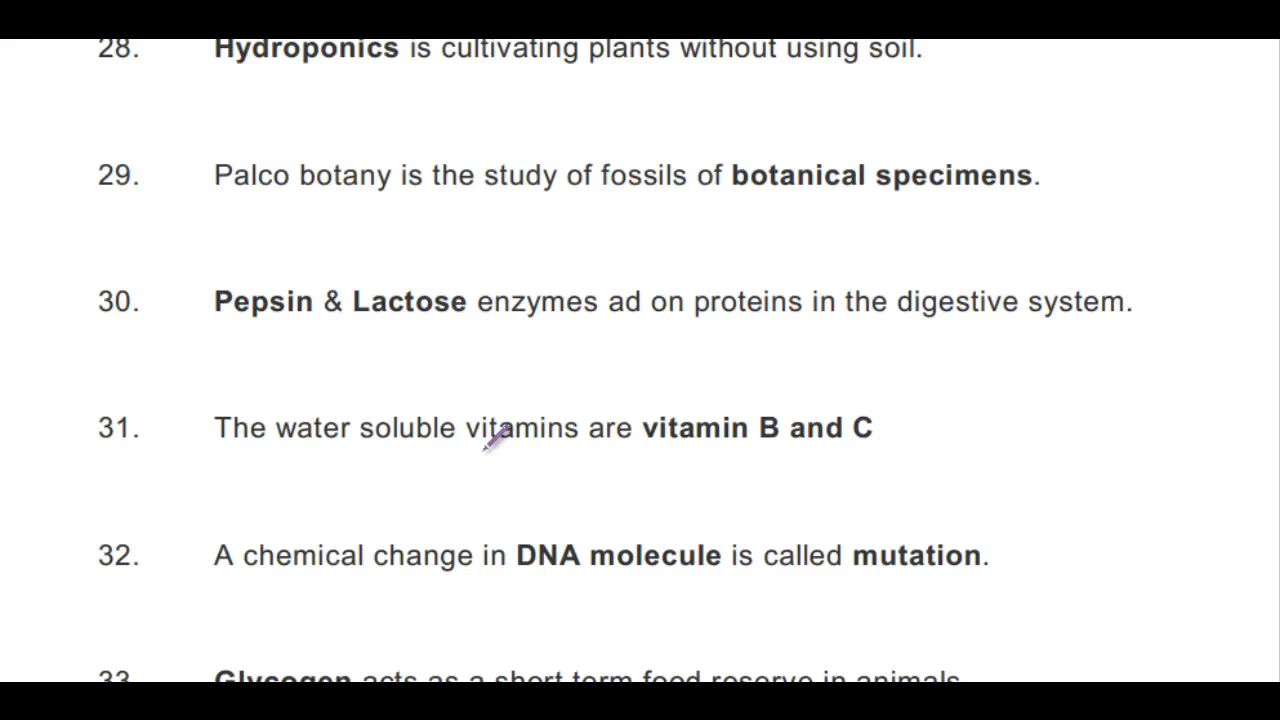 28. Hydroponics is cultivating plants without using soil.
29. Palco botany is the study of fossils of botanical specimens.
30. Pepsin & Lactose enzymes ad on proteins in the digestive system.
31. The water soluble vitamins are vitamin B and C
32. A chemical change in DNA molecule is called mutation.
33. Glycogen acts as a short term food reserve in animals.